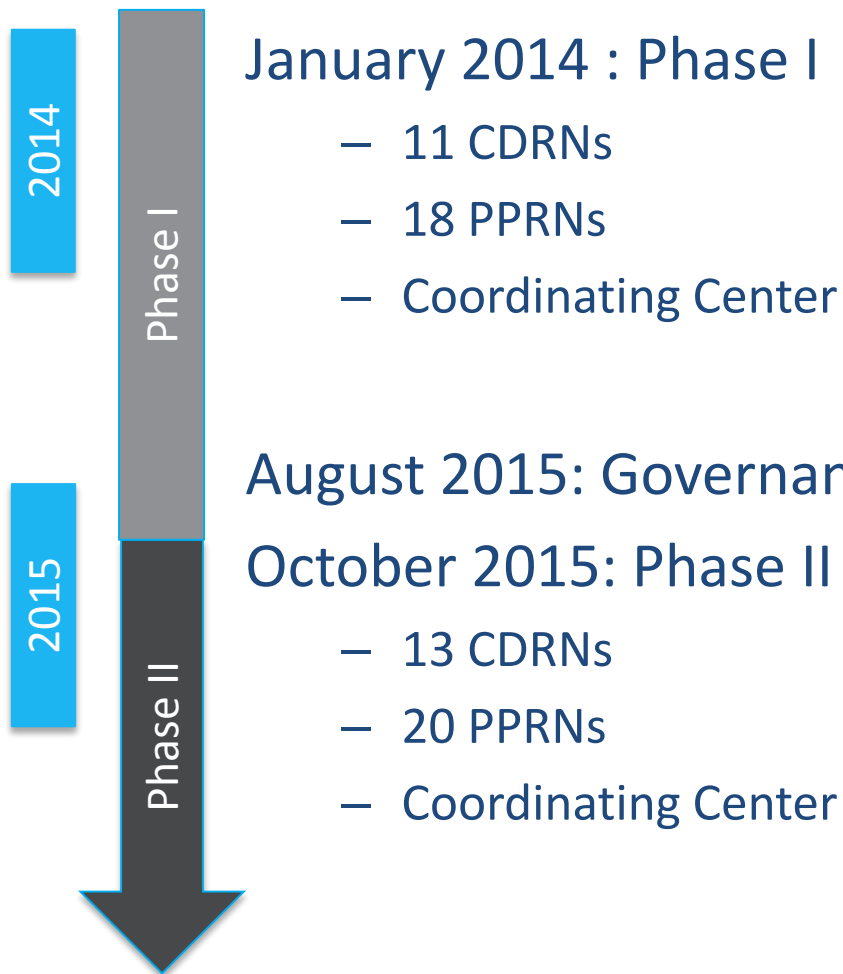 2014
Phase I
January 2014 : Phase I
– 11 CDRNs
– 18 PPRNs
– Coordinating Center
August 2015: Governan
2015
October 2015: Phase II
Phase II
– 13 CDRNs
– 20 PPRNs
– Coordinating Center